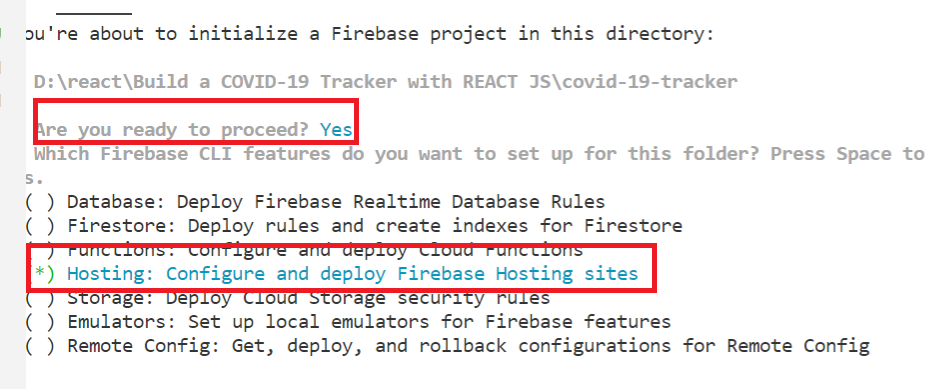 ou're about to initialize a Firebase project in this directory:
D:\react\Build a COVID-19 Tracker with REACT JS\covid-19-tracker
Are you ready to proceed? Yes
Which Firebase CLI features do you want to set up for this folder? Press Space to
s.
( ) Database: Deploy Firebase Realtime Database Rules
( ) Firestore: Deploy rules and create indexes for Firestore
( ) Functions: Configure and deploy Cloud Functions
*) Hosting: Configure and deploy Firebase Hosting sites
( ) Storage: Deploy Cloud Storage security rules
( ) Emulators: Set up local emulators for Firebase features
( ) Remote Config: Get, deploy, and rollback configurations for Remote Config